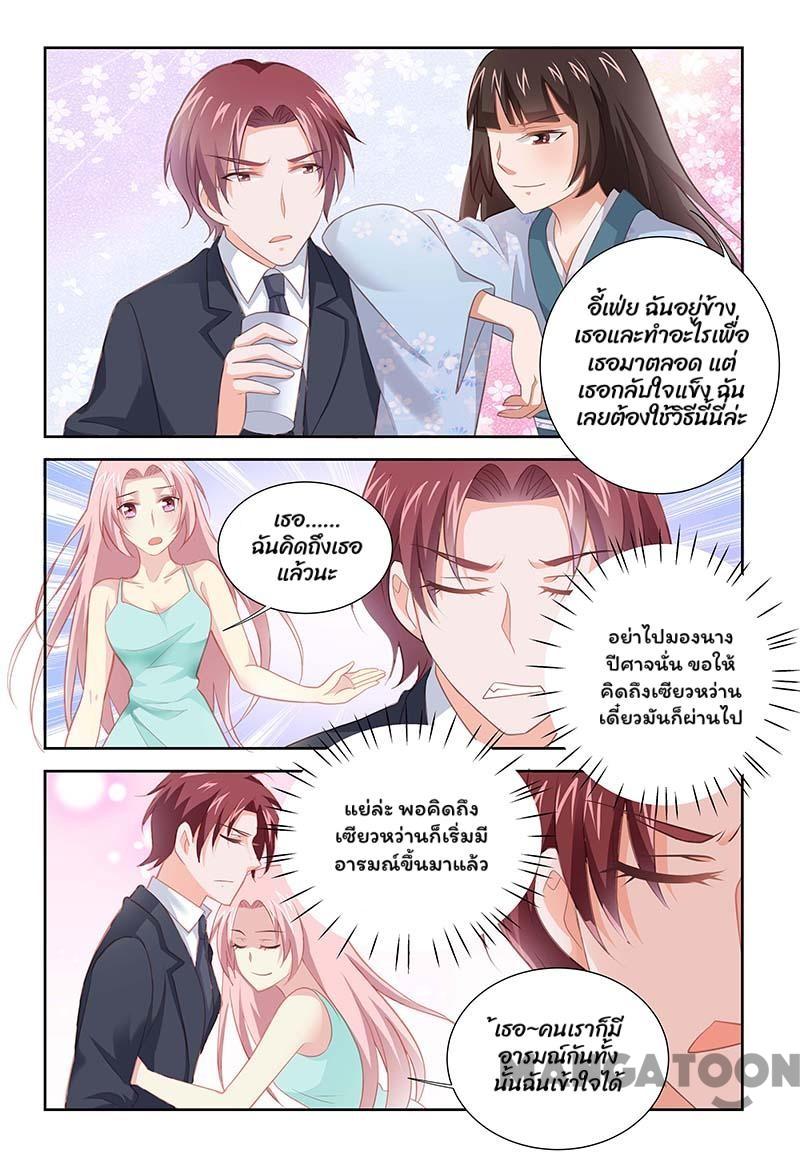 อี้เฟย ฉันอยู่ข้าง
เธอและทำอะไรเพื่อ
เธอมาตลอด แต่
เธอกลับใจแข็ง ฉัน
เลยต้องใช้วิธีนี้นี่ล่ะ
เธอ......
ฉันคิดถึงเธอ
แล้วนะ
อย่าไปมองนาง
ปีศาจนั่น ขอให้
คิดถึงเซียวหว่าน
เดี๋ยวมันก็ผ่านไป
แย่ล่ะ พอคิดถึง
เซียวหว่านก็เริ่มมี
อารมณ์ขึ้นมาแล้ว
้เธอ~คนเราก็มี
อารมณ์กันทั้ง
นั้นฉันเข้าใจได้
MANGATOON